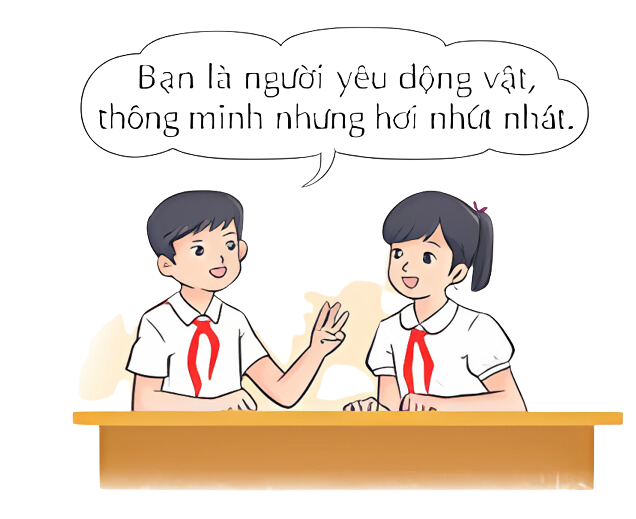 Bạn là người yêu động vật,
thông minh nhưng hơi nhút nhát.